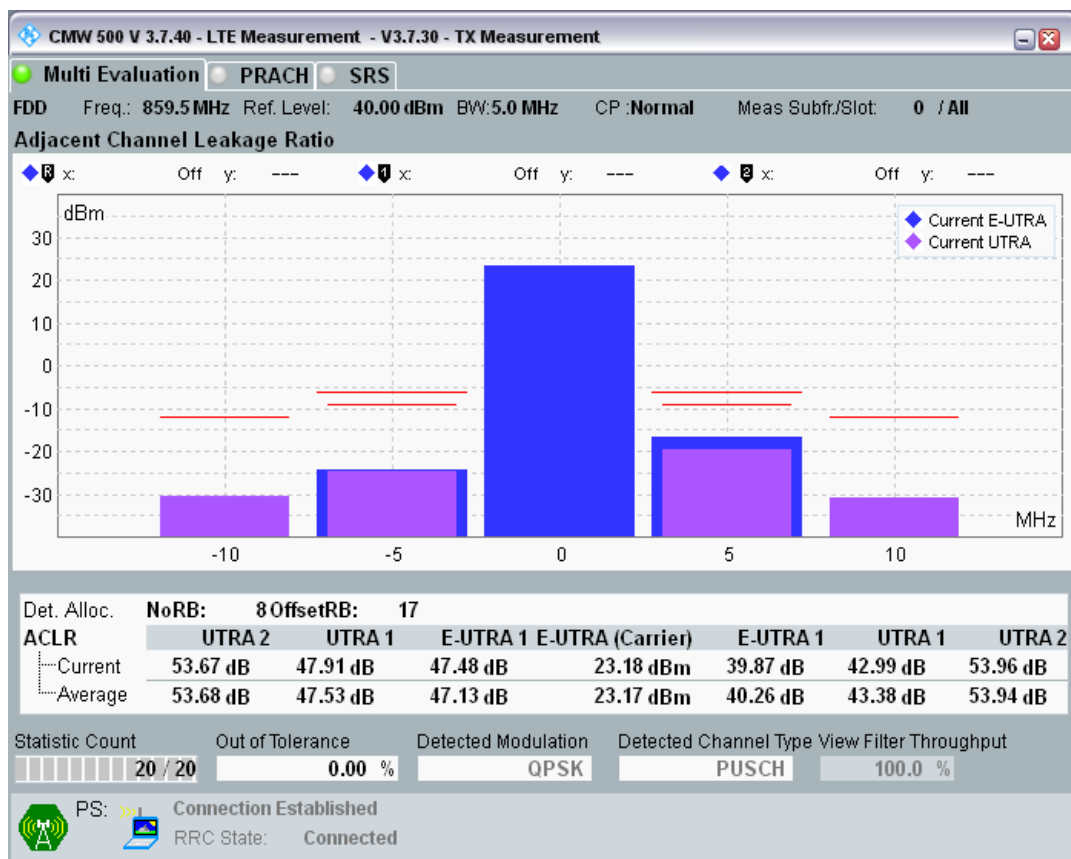 CMW 500 V 3.7.40 - LTE Measurement - V3.7.30 - TX Measurement
Multi Evaluation PRACH SRS
FDD Freq.: 859.5 MHz Ref. Level: 40.00 dBm BW:5.0 MHz CP :Normal Meas Subfr./Slot: 0 / All
Adjacent Channel Leakage Ratio
R x: Off y: --- 1 x: Off y: --- 2 x: Off y: ---
dBm
Current E-UTRA
Current UTRA
30
20
10
0
-10
-20
-30
MHz
-10 -5 0 5 10
Det. Alloc. NoRB: 8 OffsetRB: 17
ACLR UTRA 2 UTRA 1 E-UTRA 1 E-UTRA (Carrier) E-UTRA 1 UTRA 1 UTRA 2
Current 53.67 dB 47.91 dB 47.48 dB 23.18 dBm 39.87 dB 42.99 dB 53.96 dB
Average 53.68 dB 47.53 dB 47.13 dB 23.17 dBm 40.26 dB 43.38 dB 53.94 dB
Statistic Count Out of Tolerance Detected Modulation Detected Channel Type View Filter Throughput
20 / 20 0.00 % QPSK PUSCH 100.0 %
PS: Connection Established
RRC State: Connected